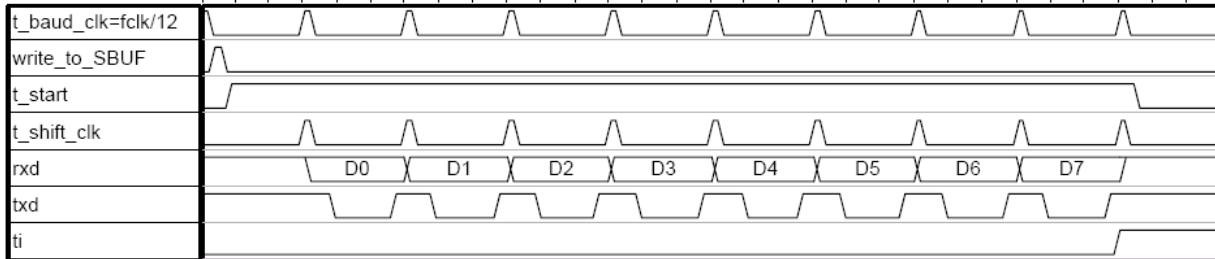 t_baud_clk=fclk/12
write_to_SBUF
t_start
t_shift_clk
rxd D0 D1 D2 D3 D4 D5 D6 D7
txd
ti